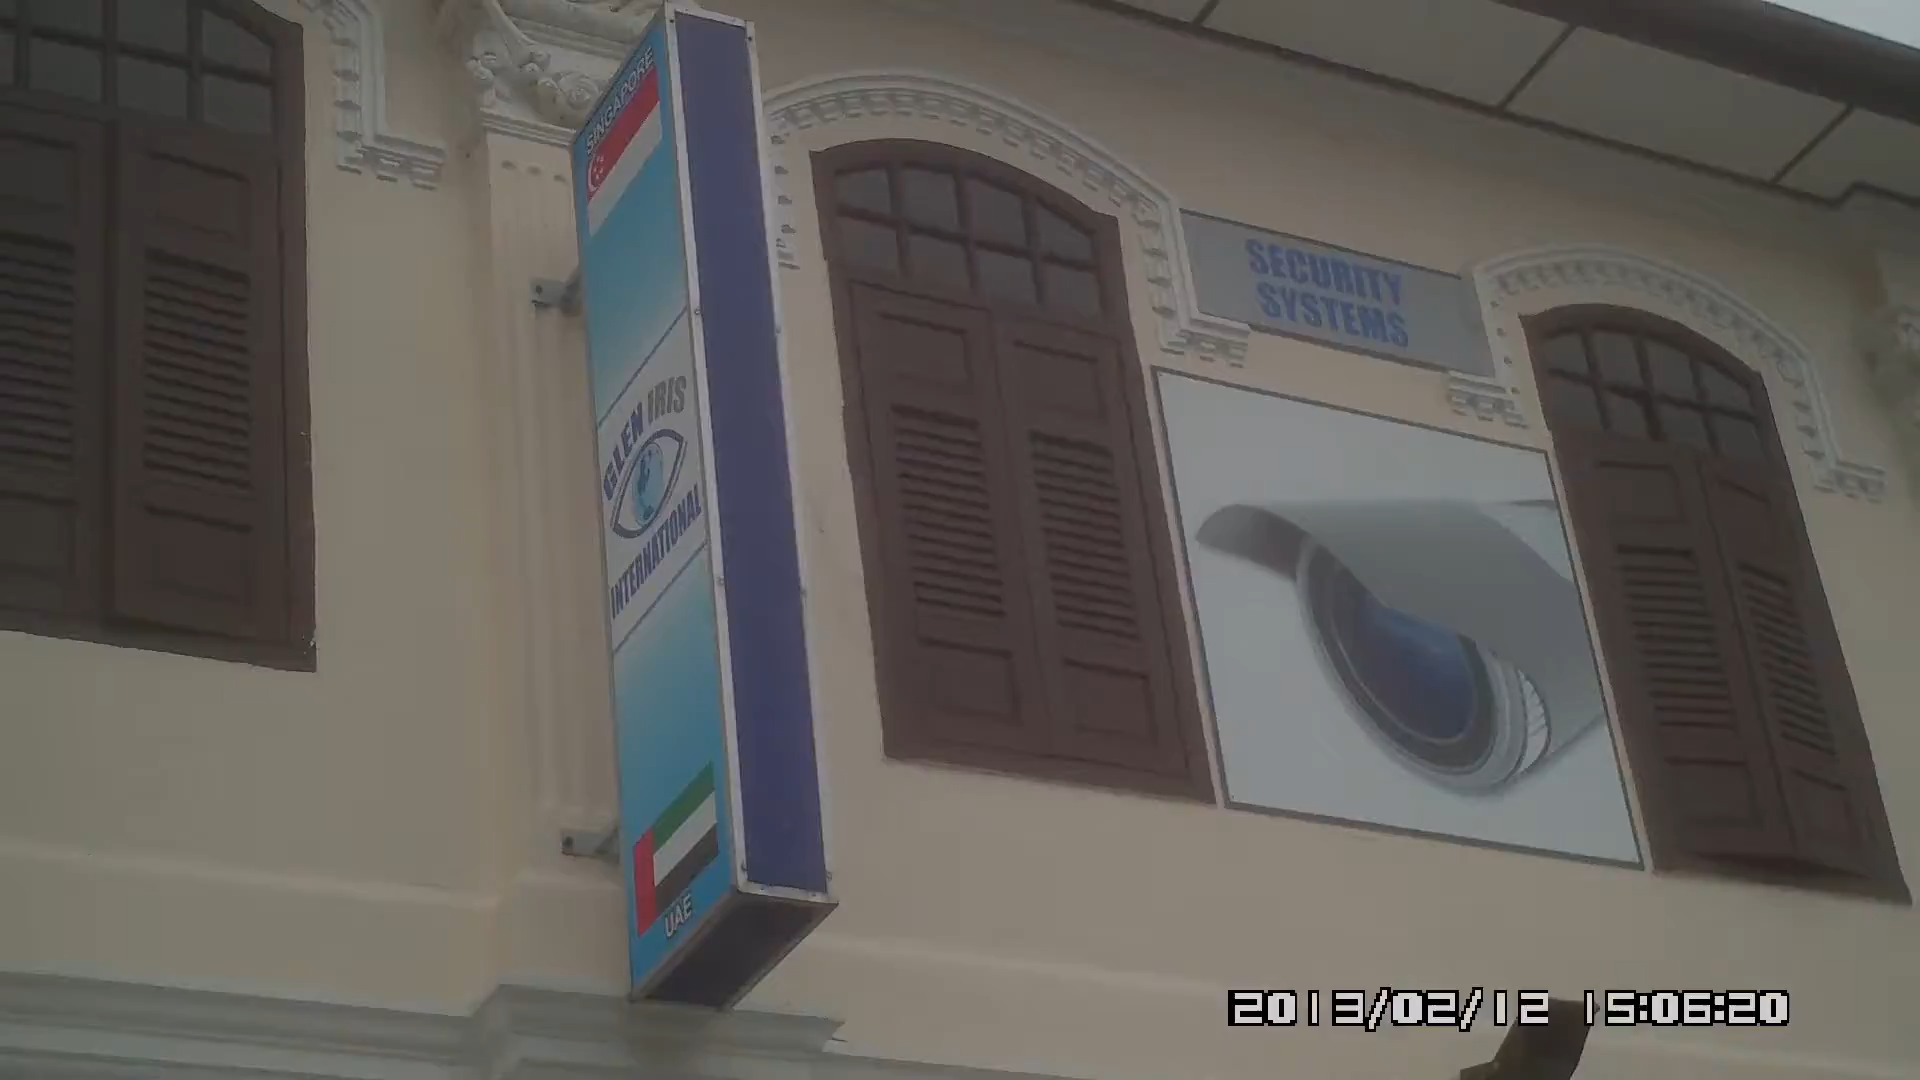 SINGAPORE
GLEN IRIS
INTERNATIONAL
UAE
SECURITY
SYSTEMS
2013/02/12 15:06:20